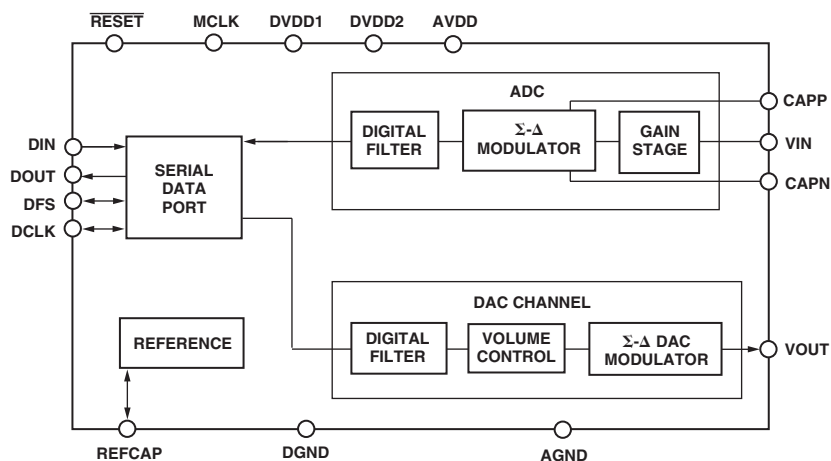 RESET MCLK DVDD1 DVDD2 AVDD
ADC
CAPP
DIGITAL FILTER
Σ-Δ MODULATOR
GAIN STAGE
VIN
CAPN
DIN
DOUT
DFS
DCLK
SERIAL
DATA
PORT
DAC CHANNEL
DIGITAL FILTER
VOLUME CONTROL
Σ-Δ DAC MODULATOR
VOUT
REFERENCE
REFCAP
DGND
AGND